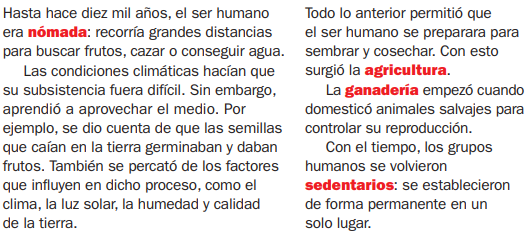 Hasta hace diez mil años, el ser humano
era nómada: recorría grandes distancias
para buscar frutos, cazar o conseguir agua.
Las condiciones climáticas hacían que
su subsistencia fuera difícil. Sin embargo,
aprendió a aprovechar el medio. Por
ejemplo, se dio cuenta de que las semillas
que caían en la tierra germinaban y daban
frutos. También se percató de los factores
que influyen en dicho proceso, como el
clima, la luz solar, la humedad y calidad
de la tierra.
Todo lo anterior permitió que
el ser humano se preparara para
sembrar y cosechar. Con esto
surgió la agricultura.
La ganadería empezó cuando
domesticó animales salvajes para
controlar su reproducción.
Con el tiempo, los grupos
humanos se volvieron
sedentarios: se establecieron
de forma permanente en un
solo lugar.